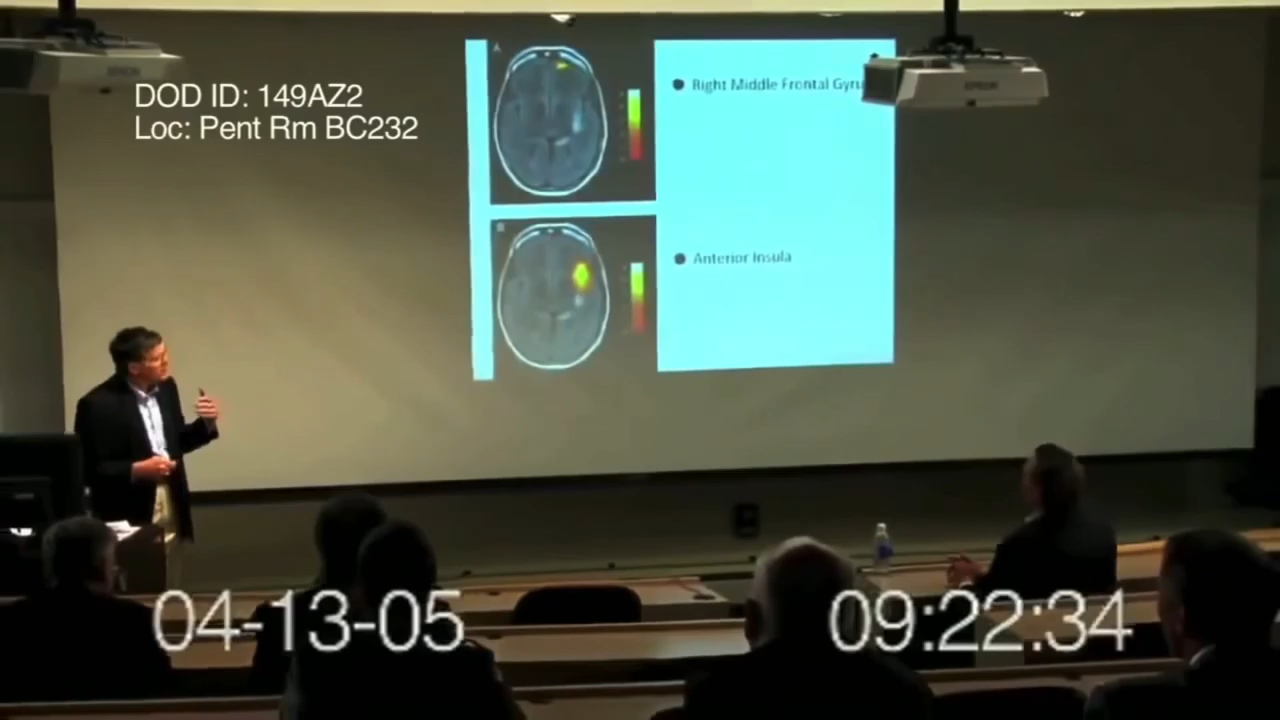 DOD ID: 149AZ2
Loc: Pent Rm BC232
A
Right Middle Frontal Gyru
B
Anterior Insula
EPSON
04-13-05
09:22:34